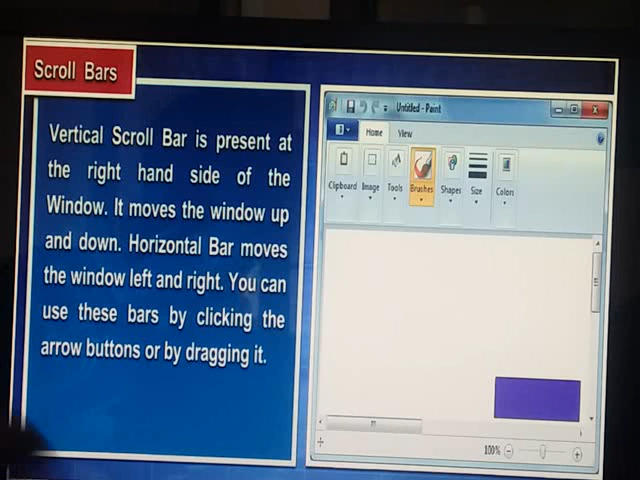 Scroll Bars
Vertical Scroll Bar is present at
the right hand side of the
Window. It moves the window up
and down. Horizontal Bar moves
the window left and right. You can
use these bars by clicking the
arrow buttons or by dragging it.
Untitled - Paint
Home View
Clipboard Image Tools Brushes Shapes Size Colors
100%